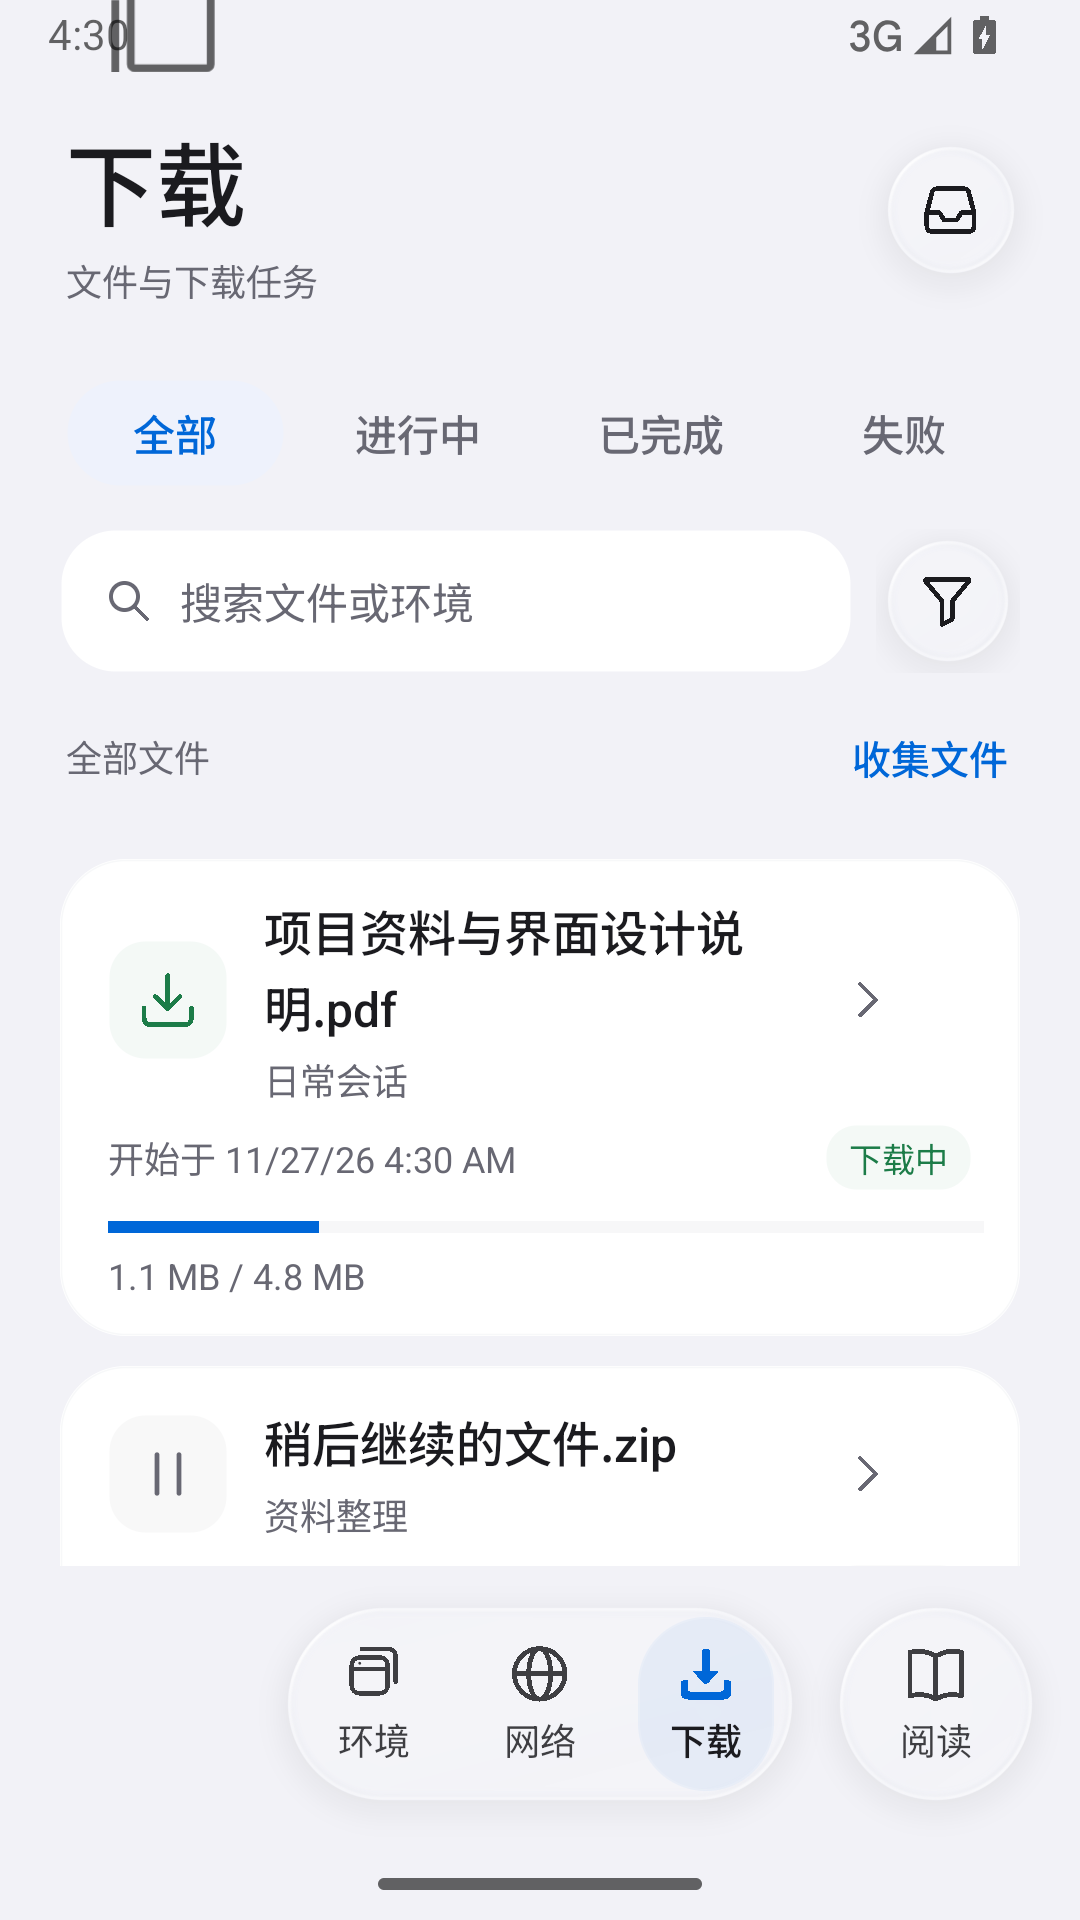 4:30
3G
下载
文件与下载任务
全部 进行中 已完成 失败
搜索文件或环境
全部文件 收集文件
项目资料与界面设计说
明.pdf
日常会话
开始于 11/27/26 4:30 AM 下载中
1.1 MB / 4.8 MB
稍后继续的文件.zip
资料整理
环境 网络 下载 阅读